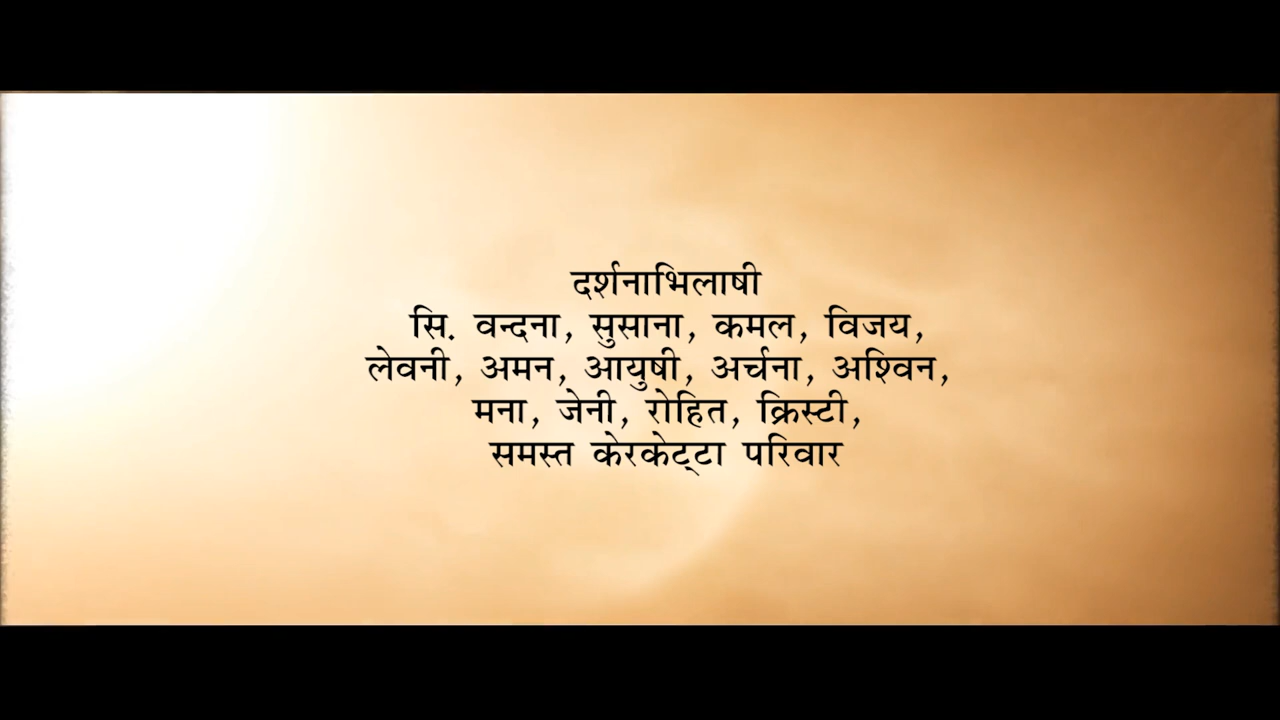 दर्शनाभिलाषी
सि. वन्दना, सुसाना, कमल, विजय,
लेवनी, अमन, आयुषी, अर्चना, अश्विन,
मना, जेनी, रोहित, क्रिस्टी,
समस्त केरकेट्टा परिवार